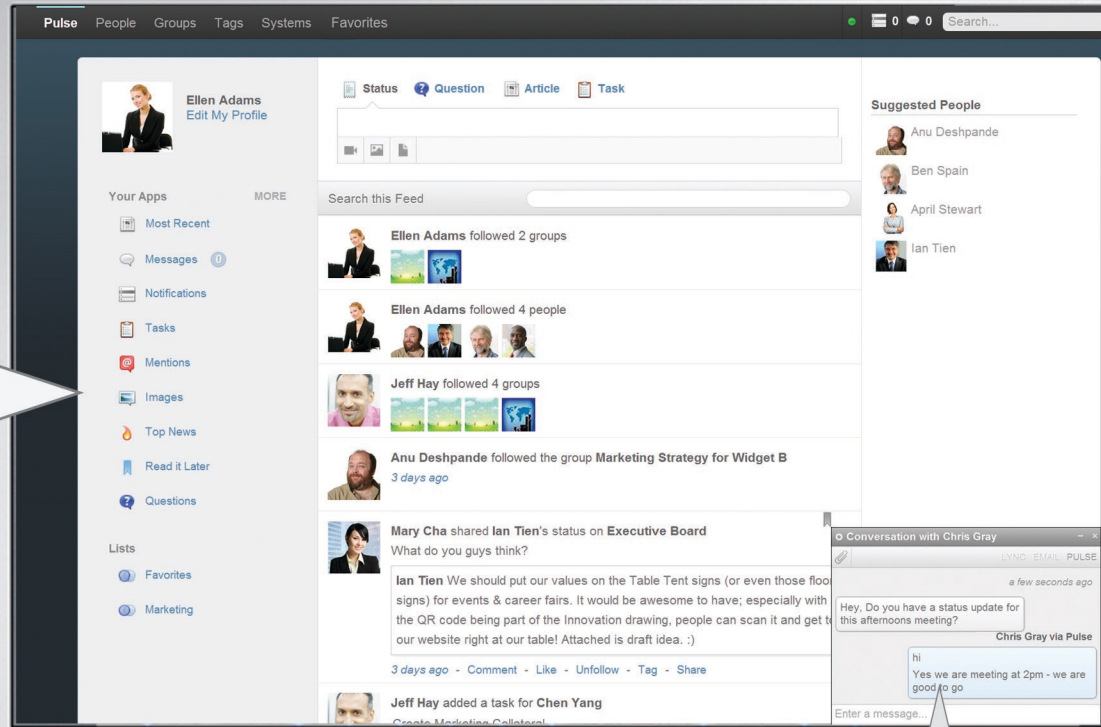 Pulse People Groups Tags Systems Favorites
0 0 Search...
Ellen Adams
Edit My Profile
Your Apps MORE
Most Recent
Messages 0
Notifications
Tasks
Mentions
Images
Top News
Read it Later
Questions
Lists
Favorites
Marketing
Status Question Article Task
Search this Feed
Ellen Adams followed 2 groups
Ellen Adams followed 4 people
Jeff Hay followed 4 groups
Anu Deshpande followed the group Marketing Strategy for Widget B
3 days ago
Mary Cha shared Ian Tien's status on Executive Board
What do you guys think?
Ian Tien We should put our values on the Table Tent signs (or even those floor
signs) for events & career fairs. It would be awesome to have; especially with
the QR code being part of the Innovation drawing, people can scan it and get to
our website right at our table! Attached is draft idea. :)
3 days ago - Comment - Like - Unfollow - Tag - Share
Jeff Hay added a task for Chen Yang
Create Marketing Collateral
Suggested People
Anu Deshpande
Ben Spain
April Stewart
Ian Tien
Conversation with Chris Gray
LYNC EMAIL PULSE
a few seconds ago
Hey, Do you have a status update for
this afternoons meeting?
Chris Gray via Pulse
hi
Yes we are meeting at 2pm - we are
good to go
Enter a message...